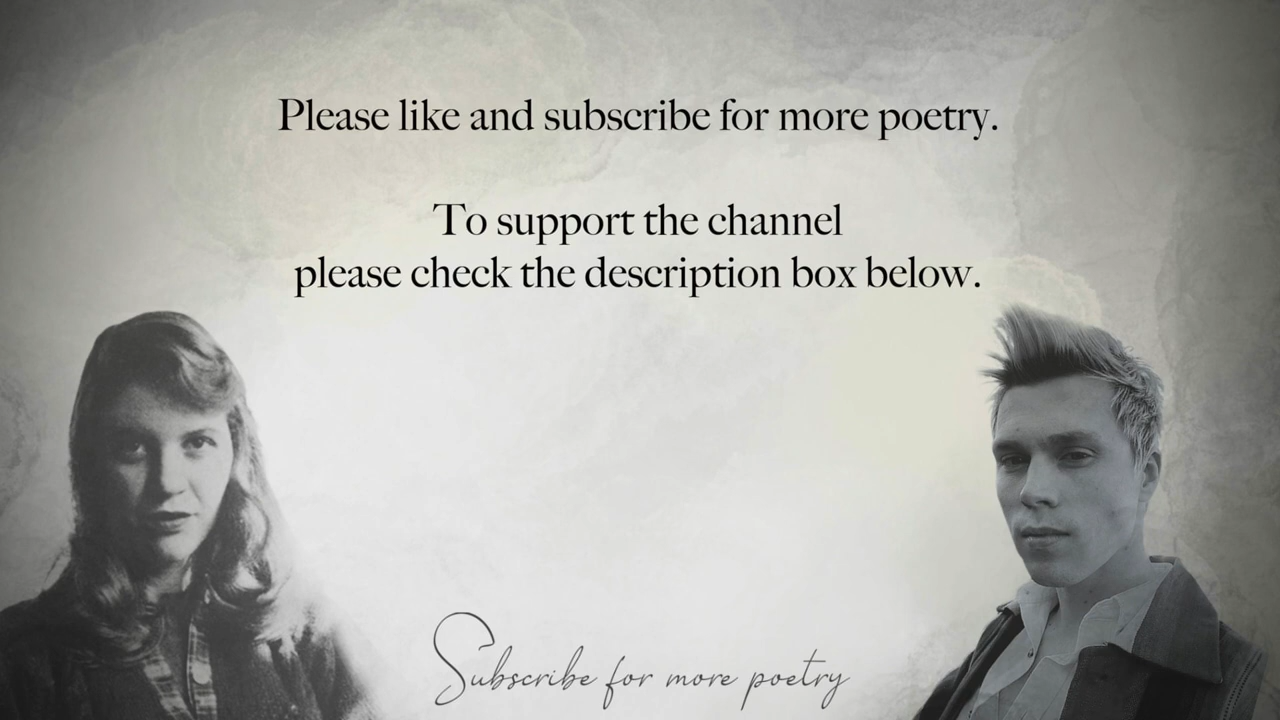 Please like and subscribe for more poetry.
To support the channel
please check the description box below.
Subscribe for more poetry